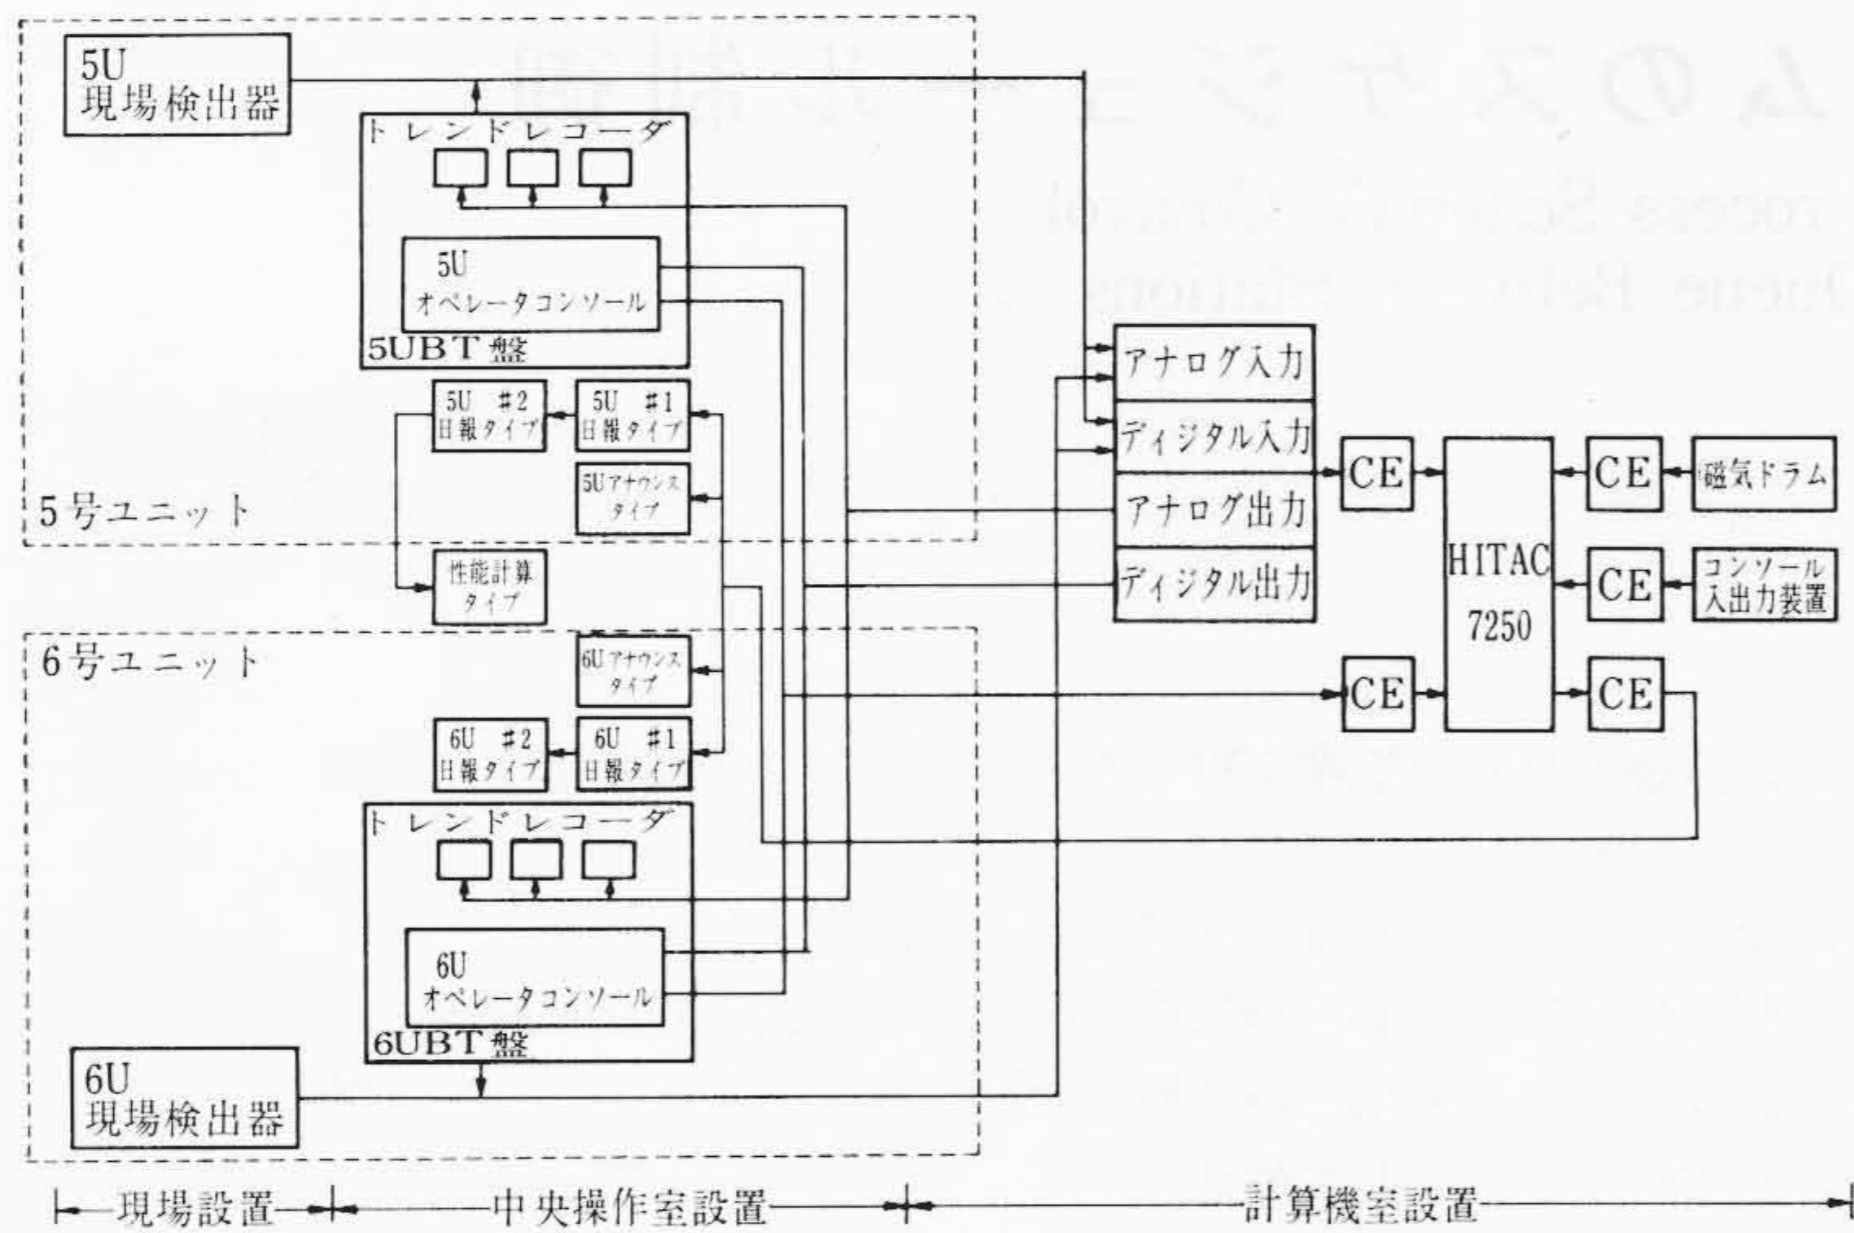 5U
現場検出器
トレンドレコーダ
5U
オペレータコンソール
5UBT盤
5U #2
日報タイプ
5U #1
日報タイプ
5Uアナウンス
タイプ
5号ユニット
性能計算
タイプ
6号ユニット
6Uアナウンス
タイプ
6U #2
日報タイプ
6U #1
日報タイプ
トレンドレコーダ
6U
オペレータコンソール
6UBT盤
6U
現場検出器
アナログ入力
ディジタル入力
アナログ出力
ディジタル出力
CE
CE
HITAC
7250
CE
磁気ドラム
CE
コンソール
入出力装置
CE
現場設置
中央操作室設置
計算機室設置